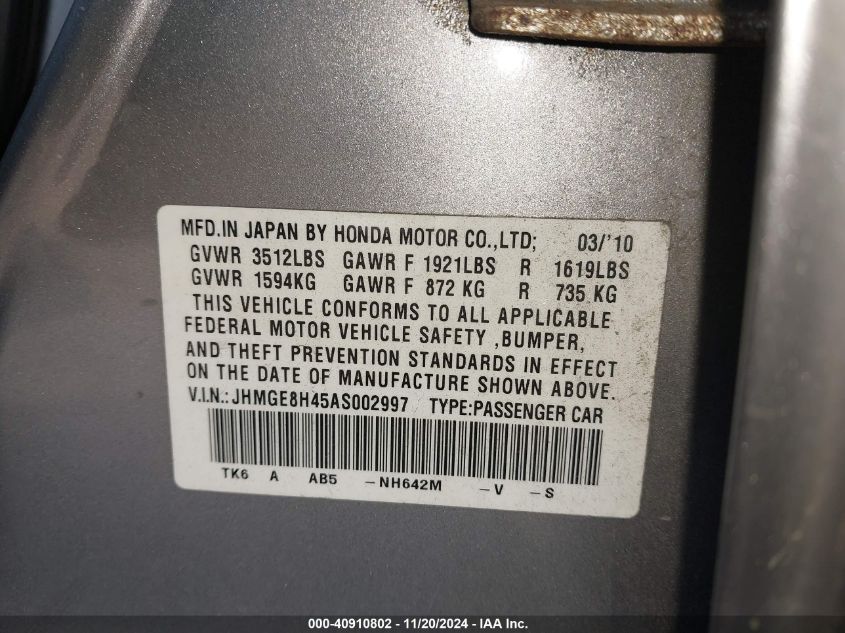 MFD.IN JAPAN BY HONDA MOTOR CO.,LTD; 03/'10
GVWR 3512LBS GAWR F 1921LBS R 1619LBS
GVWR 1594KG GAWR F 872 KG R 735 KG
THIS VEHICLE CONFORMS TO ALL APPLICABLE
FEDERAL MOTOR VEHICLE SAFETY ,BUMPER,
AND THEFT PREVENTION STANDARDS IN EFFECT
ON THE DATE OF MANUFACTURE SHOWN ABOVE.
V.I.N.: JHMGE8H45AS002997 TYPE:PASSENGER CAR
TK6 A AB5 -NH642M -V -S
000-40910802 - 11/20/2024 - IAA Inc.